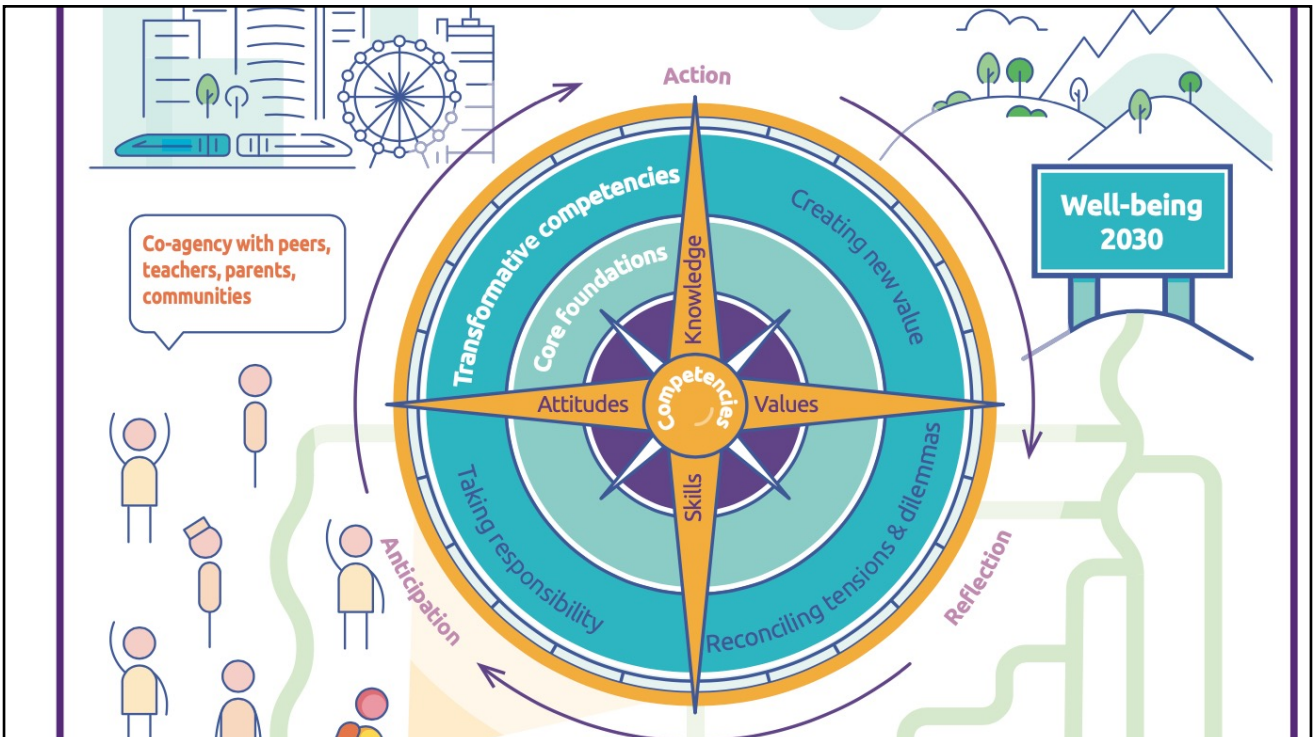 Action
Well-being
2030
Co-agency with peers,
teachers, parents,
communities
Transformative competencies
Creating new value
Core foundations
Knowledge
Attitudes
Competencies
Values
Skills
Taking responsibility
Reconciling tensions & dilemmas
Anticipation
Reflection